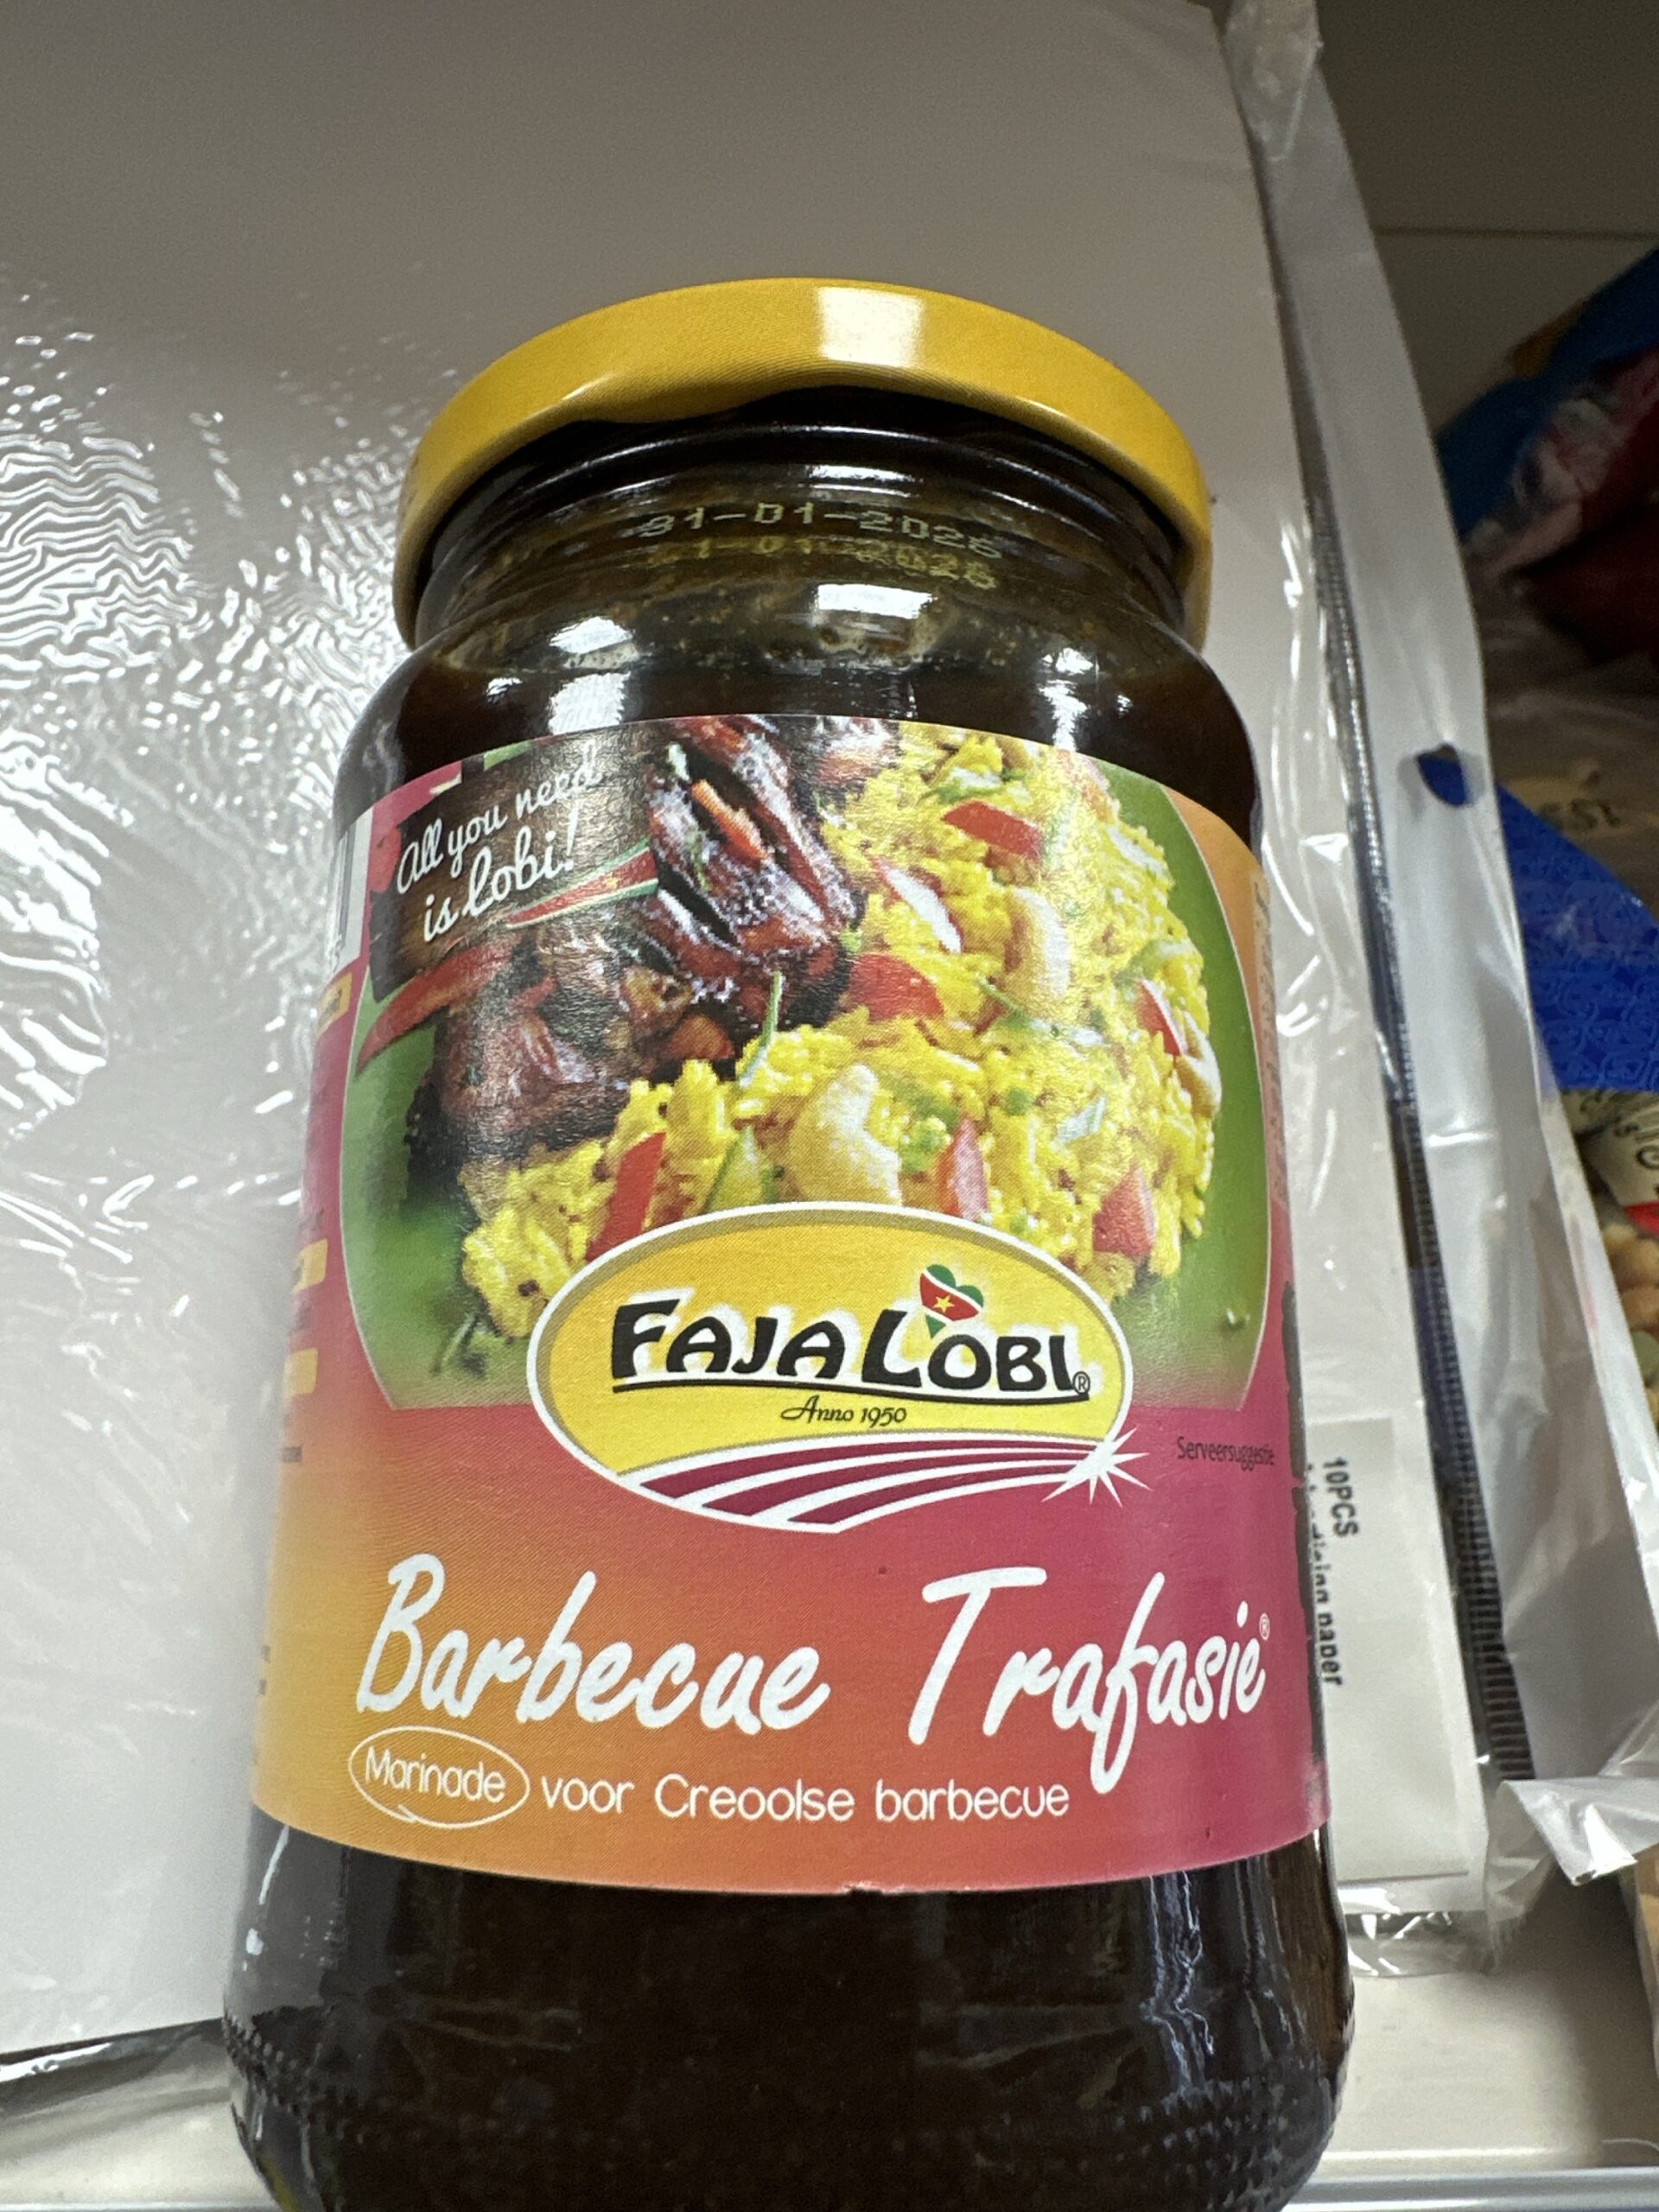 31-01-2026
All you need
is lobi!
FAJA LOBI®
Anno 1950
Serveersuggestie
Barbecue Trafasie®
Marinade voor Creoolse barbecue
10PCS
paper